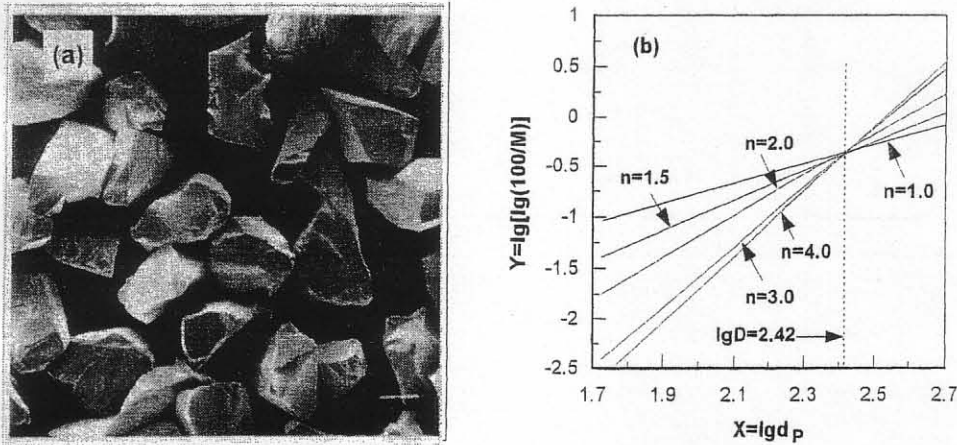 (a)
(b)
Y=lg[lg(100/M)]
1
0.5
0
-0.5
-1
-1.5
-2
-2.5
n=2.0
n=1.5
n=1.0
n=4.0
n=3.0
lgD=2.42
1.7
1.9
2.1
2.3
2.5
2.7
X=lgdP